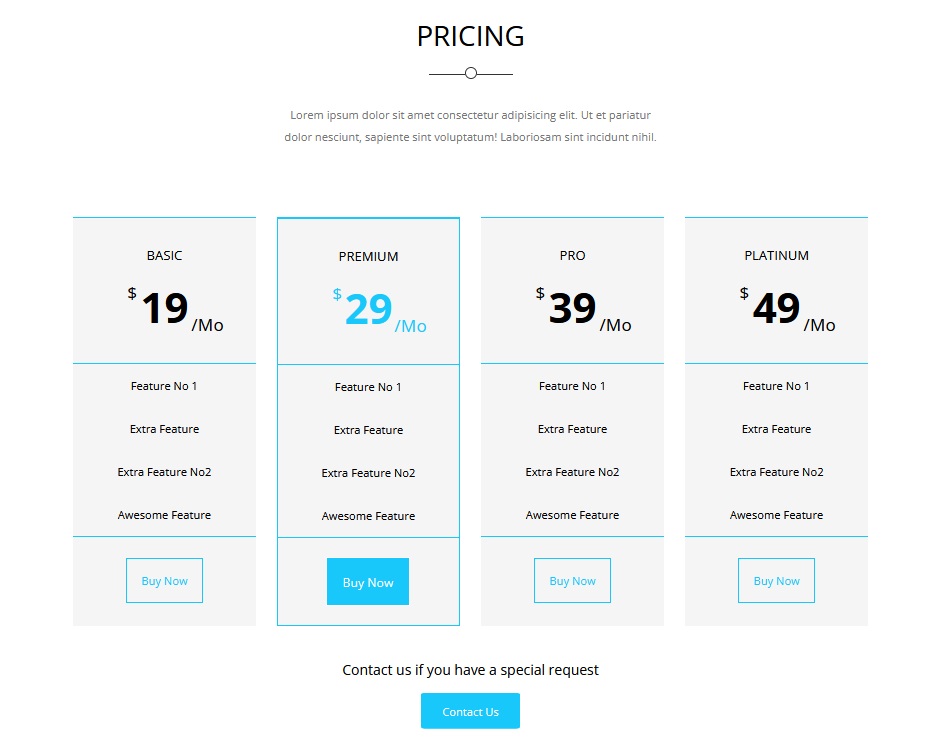 PRICING
Lorem ipsum dolor sit amet consectetur adipisicing elit. Ut et pariatur
dolor nesciunt, sapiente sint voluptatum! Laboriosam sint incidunt nihil.
BASIC
$19/Mo
Feature No 1
Extra Feature
Extra Feature No2
Awesome Feature
Buy Now
PREMIUM
$29/Mo
Feature No 1
Extra Feature
Extra Feature No2
Awesome Feature
Buy Now
PRO
$39/Mo
Feature No 1
Extra Feature
Extra Feature No2
Awesome Feature
Buy Now
PLATINUM
$49/Mo
Feature No 1
Extra Feature
Extra Feature No2
Awesome Feature
Buy Now
Contact us if you have a special request
Contact Us